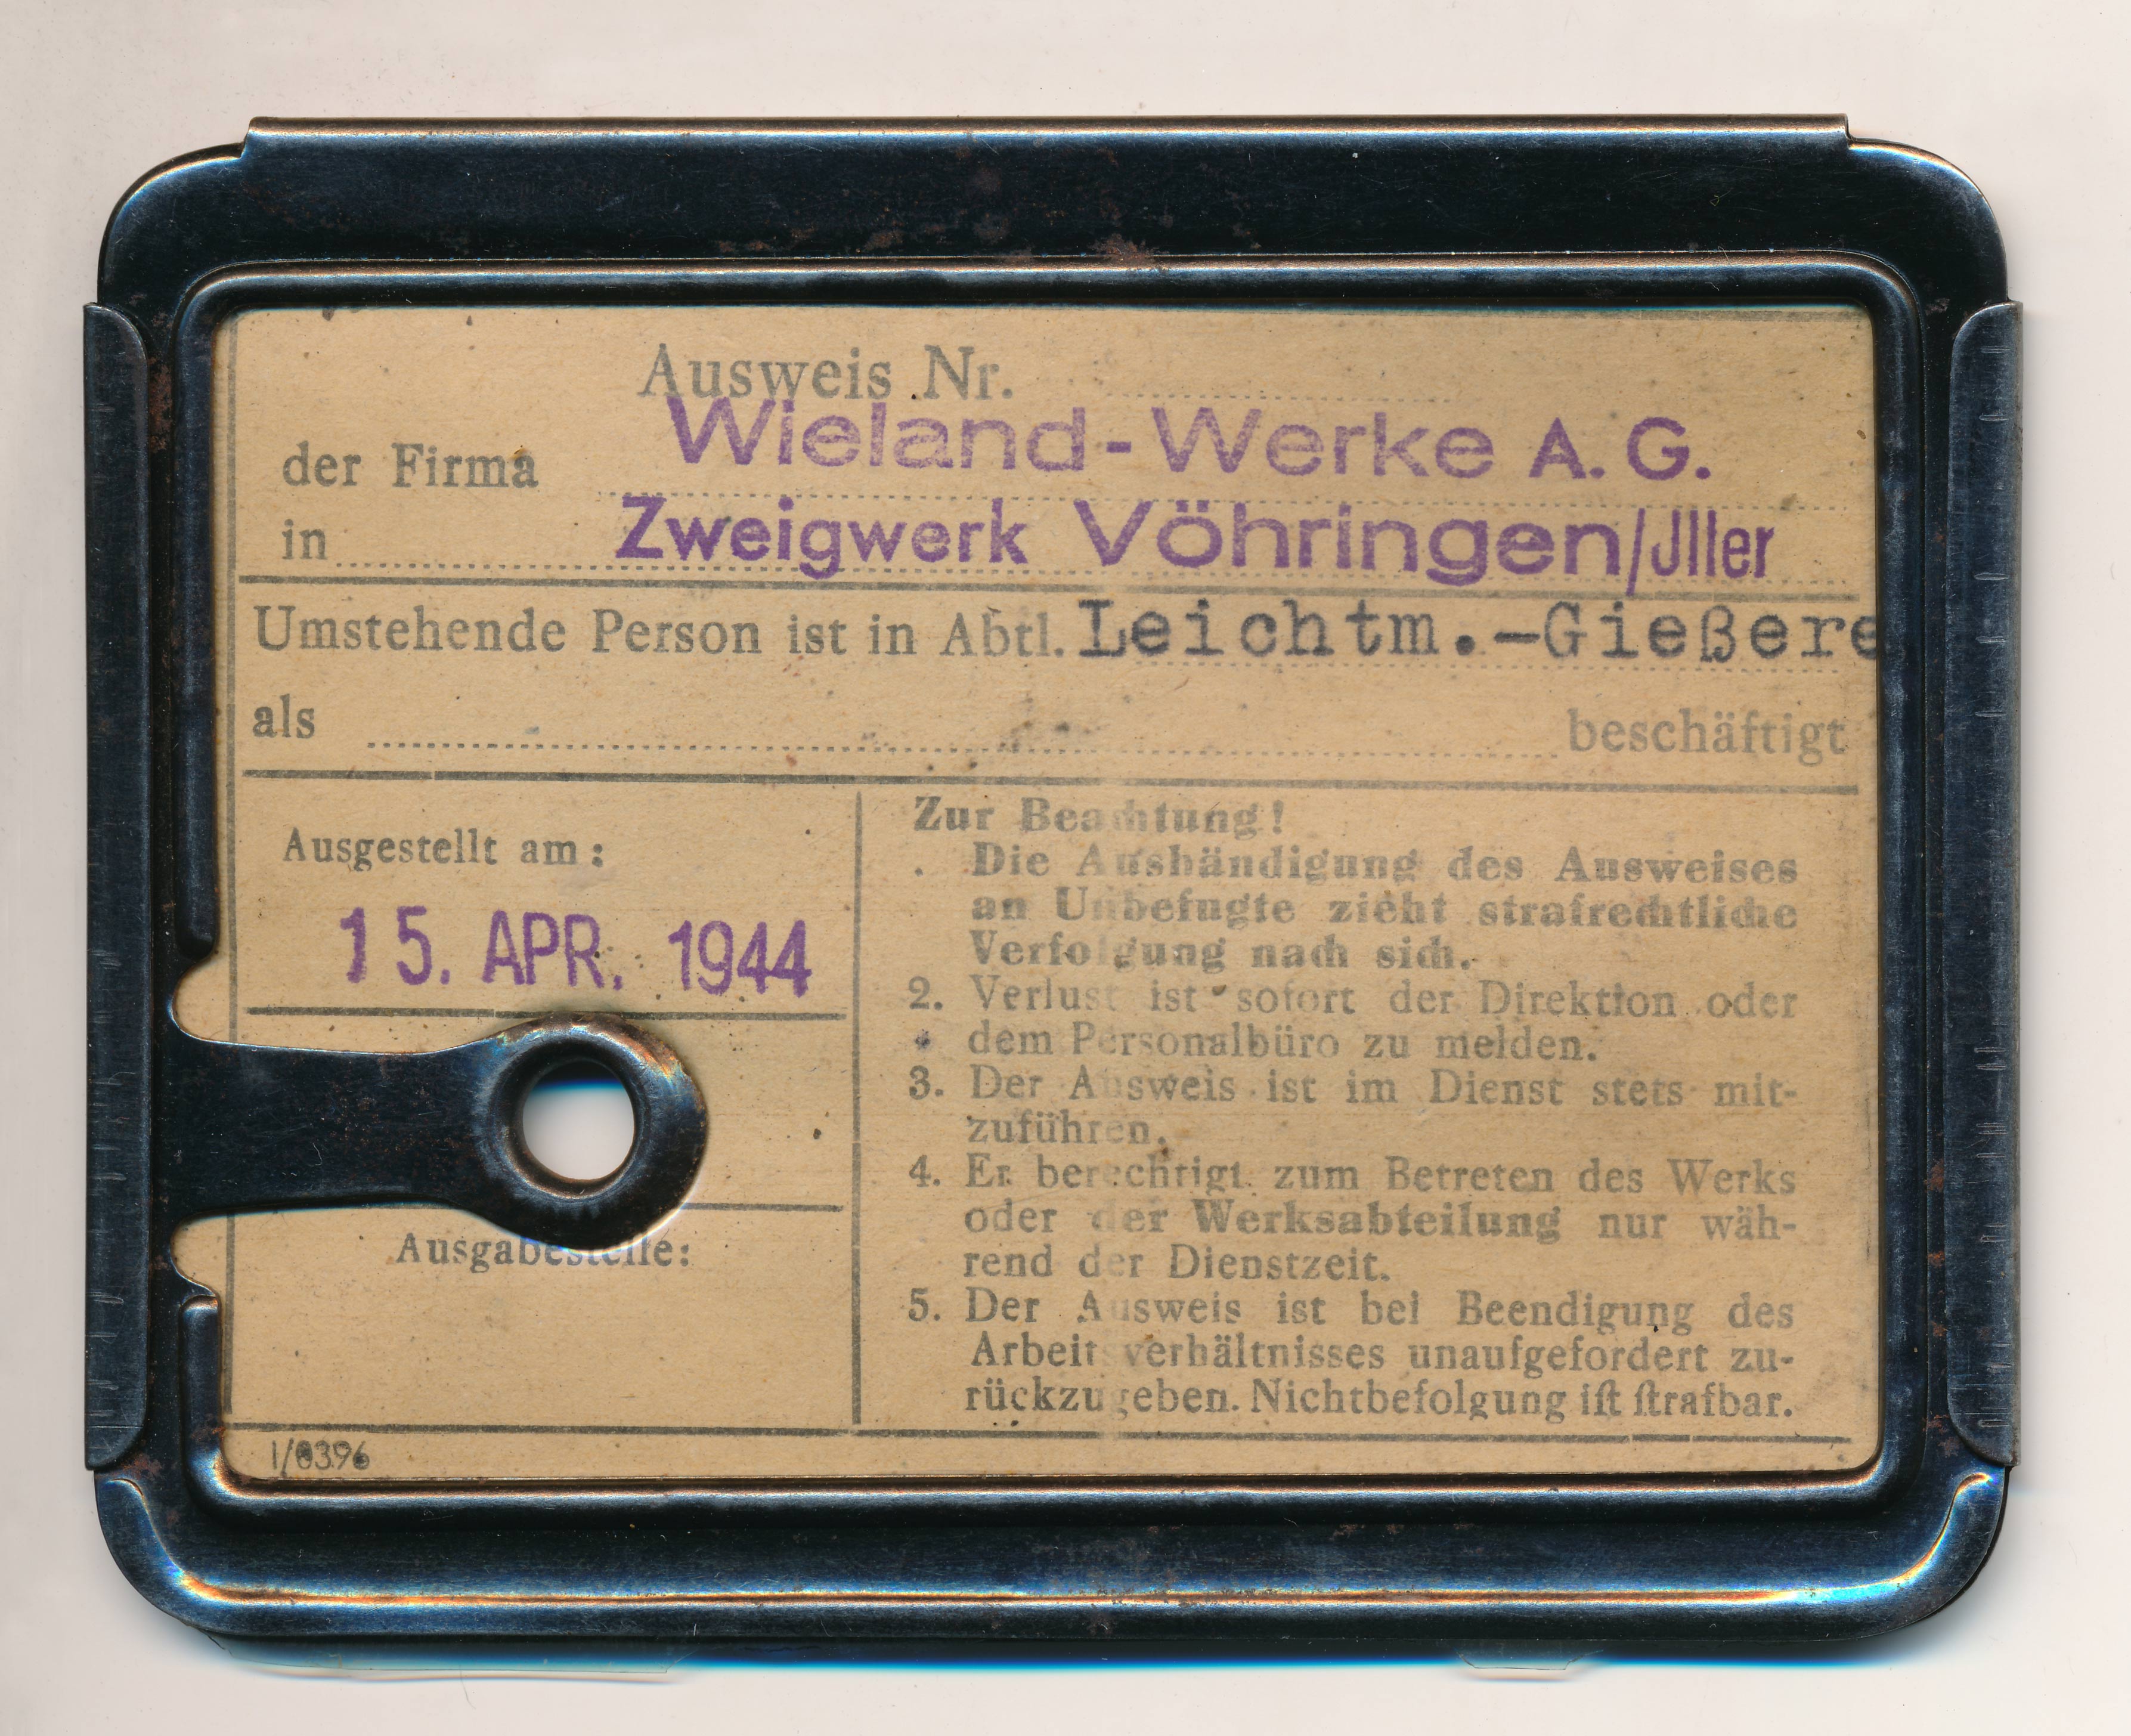 Ausweis Nr.
der Firma Wieland-Werke A.G.
in Zweigwerk Vöhringen/Jller
Umstehende Person ist in Abtl. Leichtm.-Gießere
als beschäftigt
Ausgestellt am:
15. APR. 1944
Ausgabestelle:
Zur Beachtung!
. Die Aushändigung des Ausweises
an Unbefugte zieht strafrechtliche
Verfolgung nach sich.
2. Verlust ist sofort der Direktion oder
dem Personalbüro zu melden.
3. Der Ausweis ist im Dienst stets mit-
zuführen.
4. Er berechtigt zum Betreten des Werks
oder der Werksabteilung nur wäh-
rend der Dienstzeit.
5. Der Ausweis ist bei Beendigung des
Arbeitsverhältnisses unaufgefordert zu-
rückzugeben. Nichtbefolgung iſt ſtrafbar.
I/0396